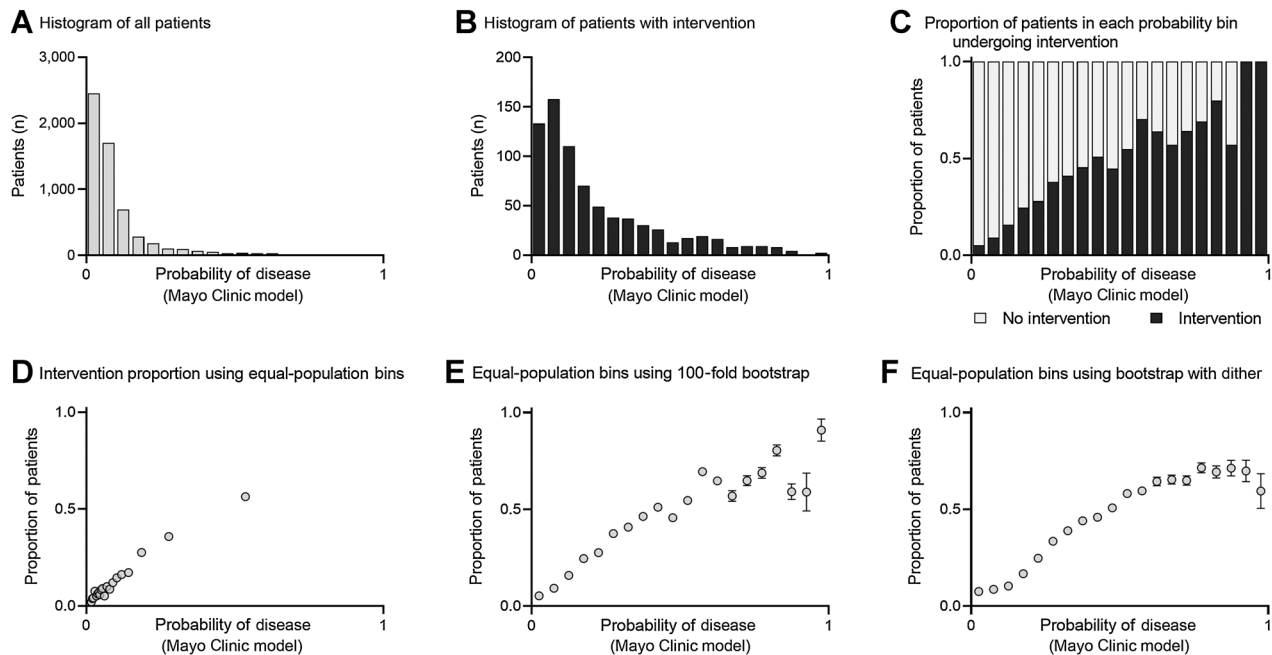 A Histogram of all patients
3,000
2,000
1,000
0
Patients (n)
0 Probability of disease 1
(Mayo Clinic model)
B Histogram of patients with intervention
200
150
100
50
0
Patients (n)
0 Probability of disease 1
(Mayo Clinic model)
C Proportion of patients in each probability bin
undergoing intervention
1.0
0.5
0.0
Proportion of patients
0 Probability of disease 1
(Mayo Clinic model)
No intervention Intervention
D Intervention proportion using equal-population bins
1.0
0.5
0.0
Proportion of patients
0 Probability of disease 1
(Mayo Clinic model)
E Equal-population bins using 100-fold bootstrap
1.0
0.5
0.0
Proportion of patients
0 Probability of disease 1
(Mayo Clinic model)
F Equal-population bins using bootstrap with dither
1.0
0.5
0.0
Proportion of patients
0 Probability of disease 1
(Mayo Clinic model)